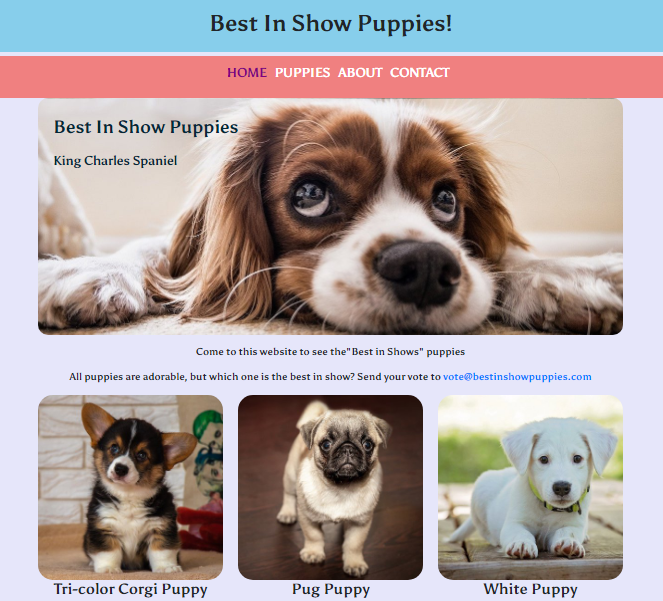 Best In Show Puppies!
HOME PUPPIES ABOUT CONTACT
Best In Show Puppies
King Charles Spaniel
Come to this website to see the"Best in Shows" puppies
All puppies are adorable, but which one is the best in show? Send your vote to vote@bestinshowpuppies.com
Tri-color Corgi Puppy
Pug Puppy
White Puppy